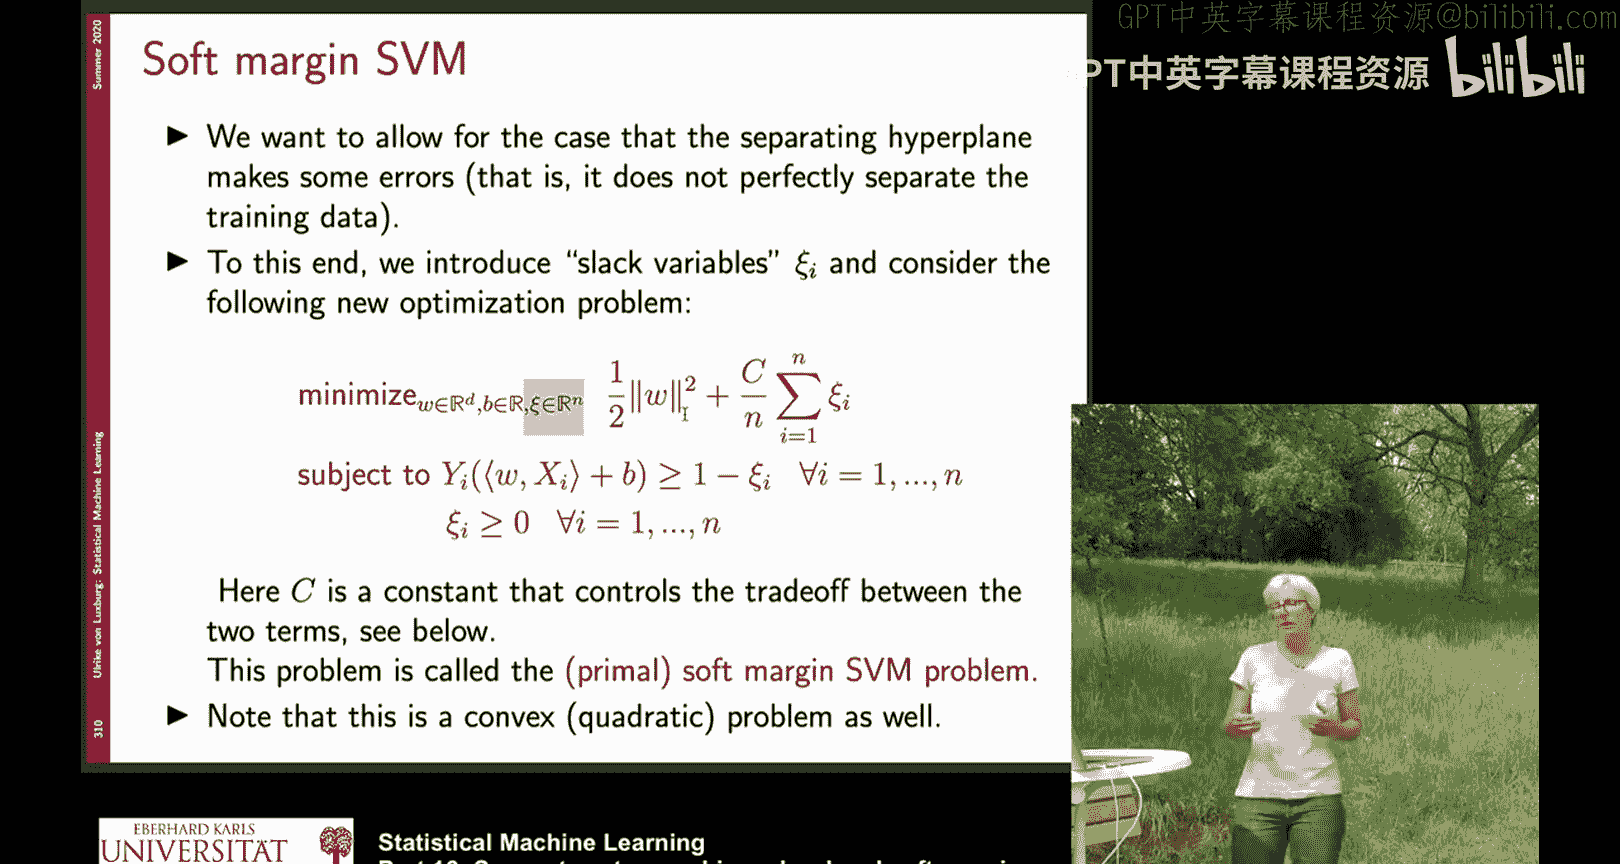 GPT中英字幕课程资源@bilibili.com
PT中英字幕课程资源 bilibili
Summer 2020
Soft margin SVM
► We want to allow for the case that the separating hyperplane
makes some errors (that is, it does not perfectly separate the
training data).
► To this end, we introduce “slack variables” ξᵢ and consider the
following new optimization problem:
minimize_{w∈ℝ^d, b∈ℝ, ξ∈ℝ^n} 1/2 ‖w‖² + C/n ∑_{i=1}^{n} ξᵢ
subject to Yᵢ(⟨w, Xᵢ⟩ + b) ≥ 1 − ξᵢ ∀i = 1, ..., n
ξᵢ ≥ 0 ∀i = 1, ..., n
Here C is a constant that controls the tradeoff between the
two terms, see below.
This problem is called the (primal) soft margin SVM problem.
► Note that this is a convex (quadratic) problem as well.
Ulrike von Luxburg: Statistical Machine Learning
310
EBERHARD KARLS
UNIVERSITÄT
Statistical Machine Learning